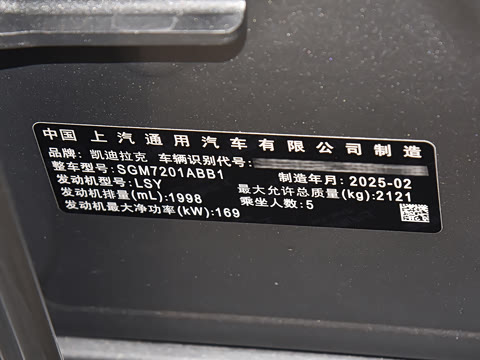 中国 上汽通用汽车有限公司制造
品牌：凯迪拉克 车辆识别代号：
整车型号：SGM7201ABB1 制造年月：2025-02
发动机型号：LSY 最大允许总质量(kg)：2121
发动机排量(mL)：1998 乘坐人数：5
发动机最大净功率(kW)：169